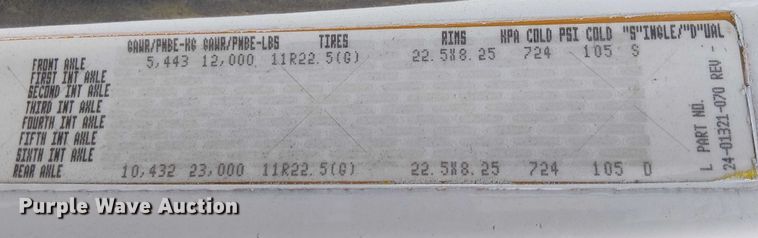 GAWR/PNBE-KG GAWR/PNBE-LBS TIRES RIMS KPA COLD PSI COLD "S"INGLE/"D"UAL
FRONT AXLE 5,443 12,000 11R22.5(G) 22.5X8.25 724 105 S
FIRST INT AXLE
SECOND INT AXLE
THIRD INT AXLE
FOURTH INT AXLE
FIFTH INT AXLE
SIXTH INT AXLE
REAR AXLE 10,432 23,000 11R22.5(G) 22.5X8.25 724 105 D
L PART NO.
24-01321-070 REV -
Purple Wave Auction